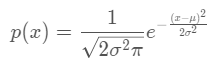 p(x) = \frac{1}{\sqrt{2\sigma^2\pi}} e^{-\frac{(x-\mu)^2}{2\sigma^2}}